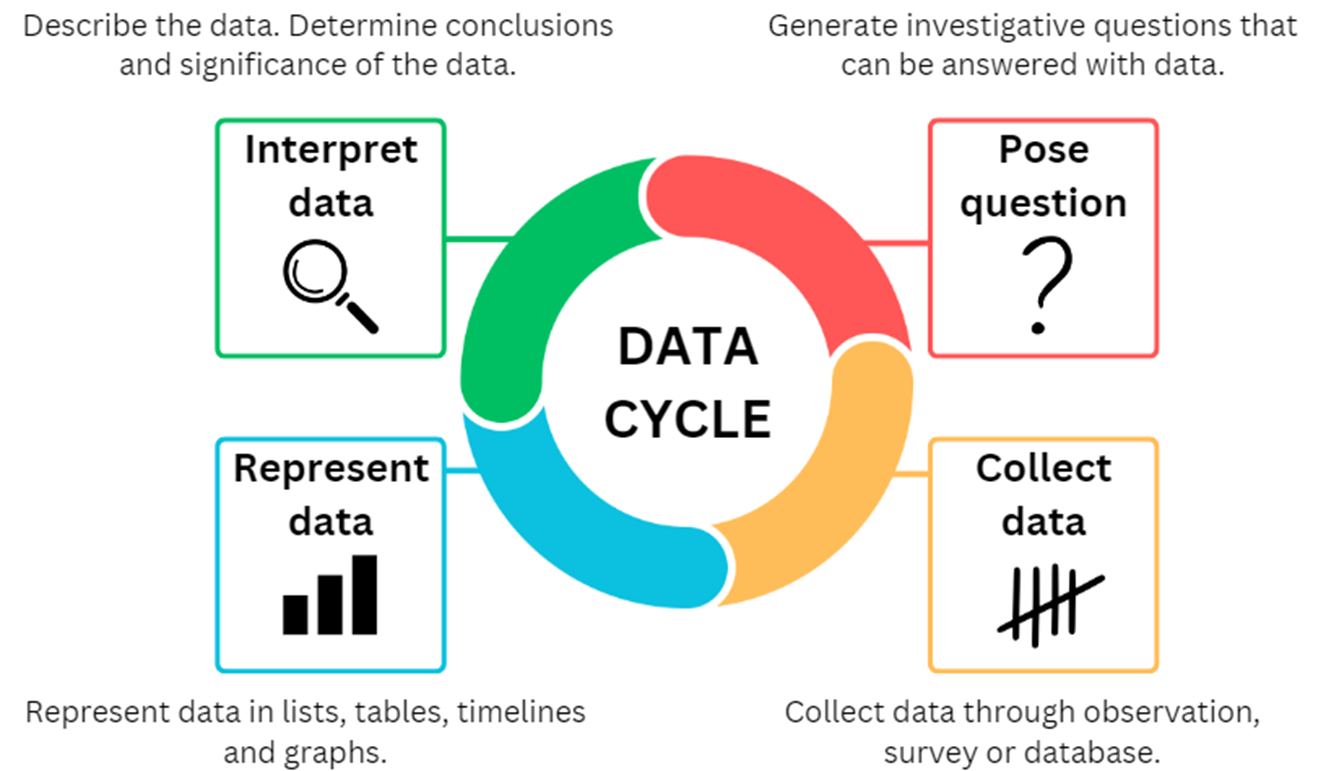 Describe the data. Determine conclusions
and significance of the data.
Generate investigative questions that
can be answered with data.
Interpret
data
Pose
question
?
DATA
CYCLE
Represent
data
Collect
data
Represent data in lists, tables, timelines
and graphs.
Collect data through observation,
survey or database.